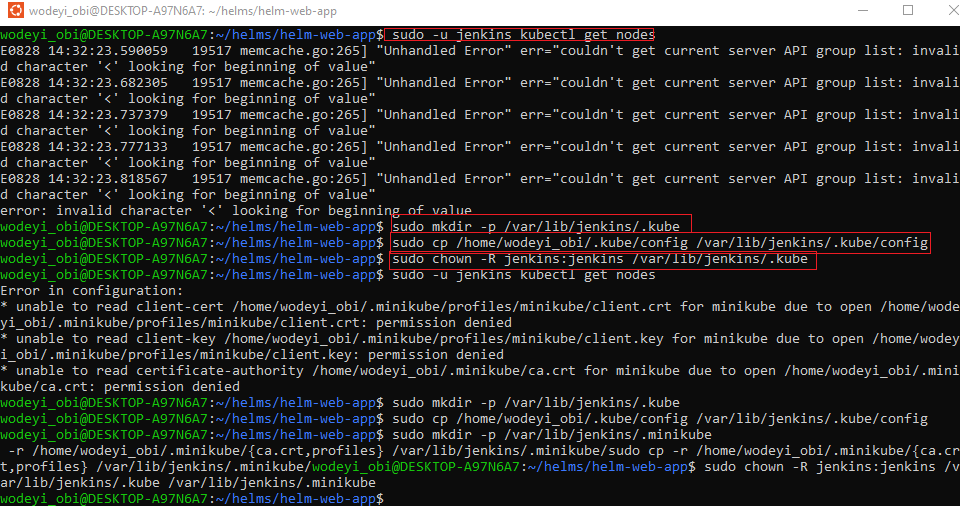 wodeyi_obi@DESKTOP-A97N6A7: ~/helms/helm-web-app
wodeyi_obi@DESKTOP-A97N6A7:~/helms/helm-web-app$ sudo -u jenkins kubectl get nodes
E0828 14:32:23.590059   19517 memcache.go:265] "Unhandled Error" err="couldn't get current server API group list: invali
d character '<' looking for beginning of value"
E0828 14:32:23.682305   19517 memcache.go:265] "Unhandled Error" err="couldn't get current server API group list: invali
d character '<' looking for beginning of value"
E0828 14:32:23.737379   19517 memcache.go:265] "Unhandled Error" err="couldn't get current server API group list: invali
d character '<' looking for beginning of value"
E0828 14:32:23.777133   19517 memcache.go:265] "Unhandled Error" err="couldn't get current server API group list: invali
d character '<' looking for beginning of value"
E0828 14:32:23.818567   19517 memcache.go:265] "Unhandled Error" err="couldn't get current server API group list: invali
d character '<' looking for beginning of value"
error: invalid character '<' looking for beginning of value
wodeyi_obi@DESKTOP-A97N6A7:~/helms/helm-web-app$ sudo mkdir -p /var/lib/jenkins/.kube
wodeyi_obi@DESKTOP-A97N6A7:~/helms/helm-web-app$ sudo cp /home/wodeyi_obi/.kube/config /var/lib/jenkins/.kube/config
wodeyi_obi@DESKTOP-A97N6A7:~/helms/helm-web-app$ sudo chown -R jenkins:jenkins /var/lib/jenkins/.kube
wodeyi_obi@DESKTOP-A97N6A7:~/helms/helm-web-app$ sudo -u jenkins kubectl get nodes
Error in configuration:
* unable to read client-cert /home/wodeyi_obi/.minikube/profiles/minikube/client.crt for minikube due to open /home/wode
yi_obi/.minikube/profiles/minikube/client.crt: permission denied
* unable to read client-key /home/wodeyi_obi/.minikube/profiles/minikube/client.key for minikube due to open /home/wodey
i_obi/.minikube/profiles/minikube/client.key: permission denied
* unable to read certificate-authority /home/wodeyi_obi/.minikube/ca.crt for minikube due to open /home/wodeyi_obi/.mini
kube/ca.crt: permission denied
wodeyi_obi@DESKTOP-A97N6A7:~/helms/helm-web-app$ sudo mkdir -p /var/lib/jenkins/.kube
wodeyi_obi@DESKTOP-A97N6A7:~/helms/helm-web-app$ sudo cp /home/wodeyi_obi/.kube/config /var/lib/jenkins/.kube/config
wodeyi_obi@DESKTOP-A97N6A7:~/helms/helm-web-app$ sudo mkdir -p /var/lib/jenkins/.minikube
 -r /home/wodeyi_obi/.minikube/{ca.crt,profiles} /var/lib/jenkins/.minikube/sudo cp -r /home/wodeyi_obi/.minikube/{ca.cr
t,profiles} /var/lib/jenkins/.minikube/wodeyi_obi@DESKTOP-A97N6A7:~/helms/helm-web-app$ sudo chown -R jenkins:jenkins /v
ar/lib/jenkins/.kube /var/lib/jenkins/.minikube
wodeyi_obi@DESKTOP-A97N6A7:~/helms/helm-web-app$